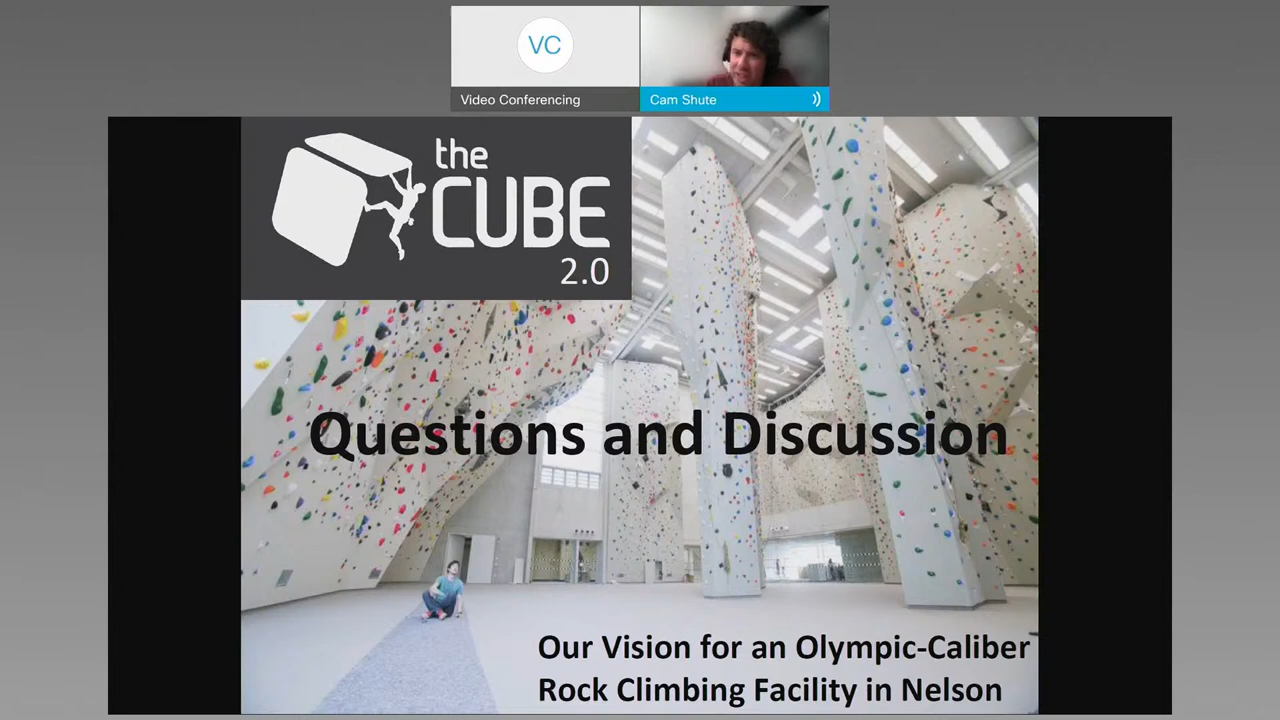 VC
Video Conferencing
Cam Shute
the
CUBE
2.0
Questions and Discussion
Our Vision for an Olympic-Caliber
Rock Climbing Facility in Nelson